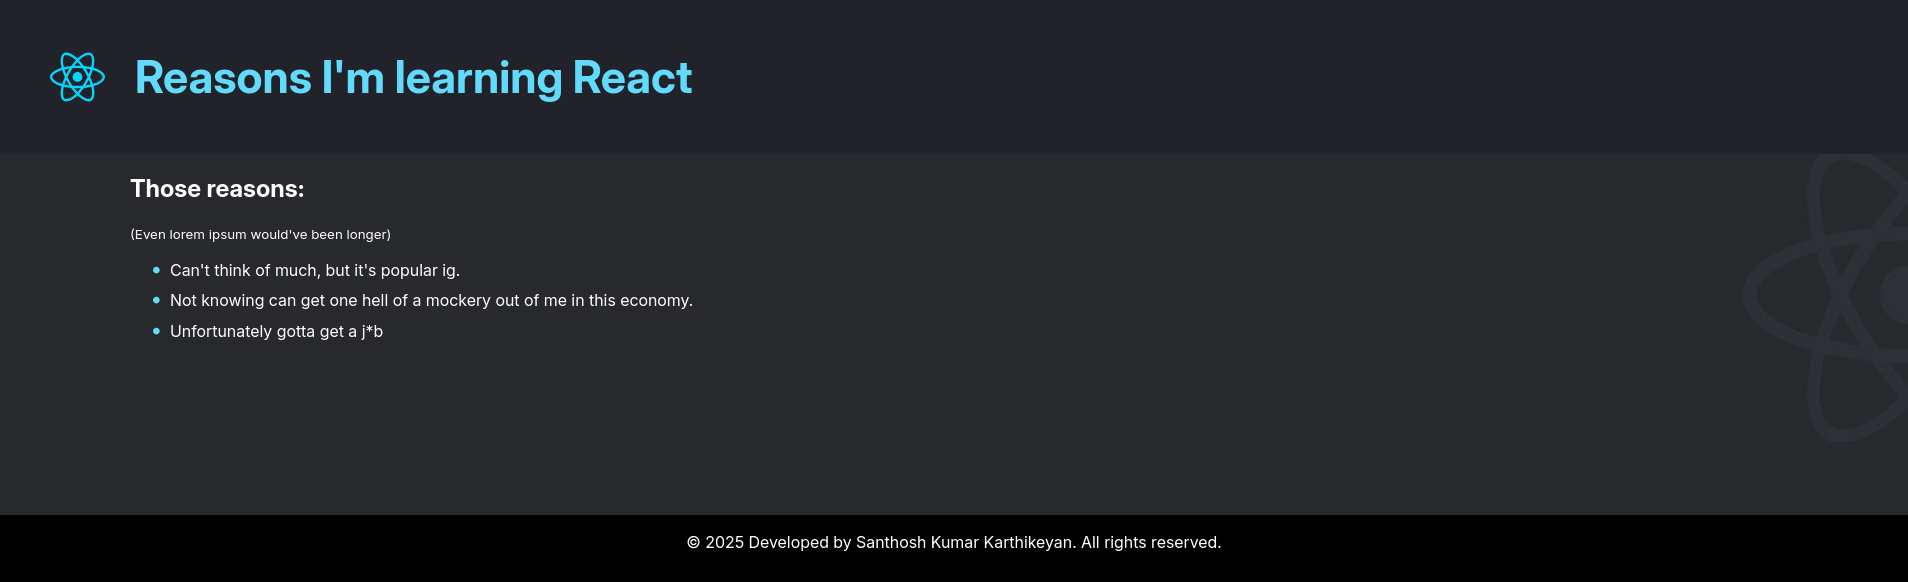 Reasons I'm learning React
Those reasons:
(Even lorem ipsum would've been longer)
Can't think of much, but it's popular ig.
Not knowing can get one hell of a mockery out of me in this economy.
Unfortunately gotta get a j*b
© 2025 Developed by Santhosh Kumar Karthikeyan. All rights reserved.